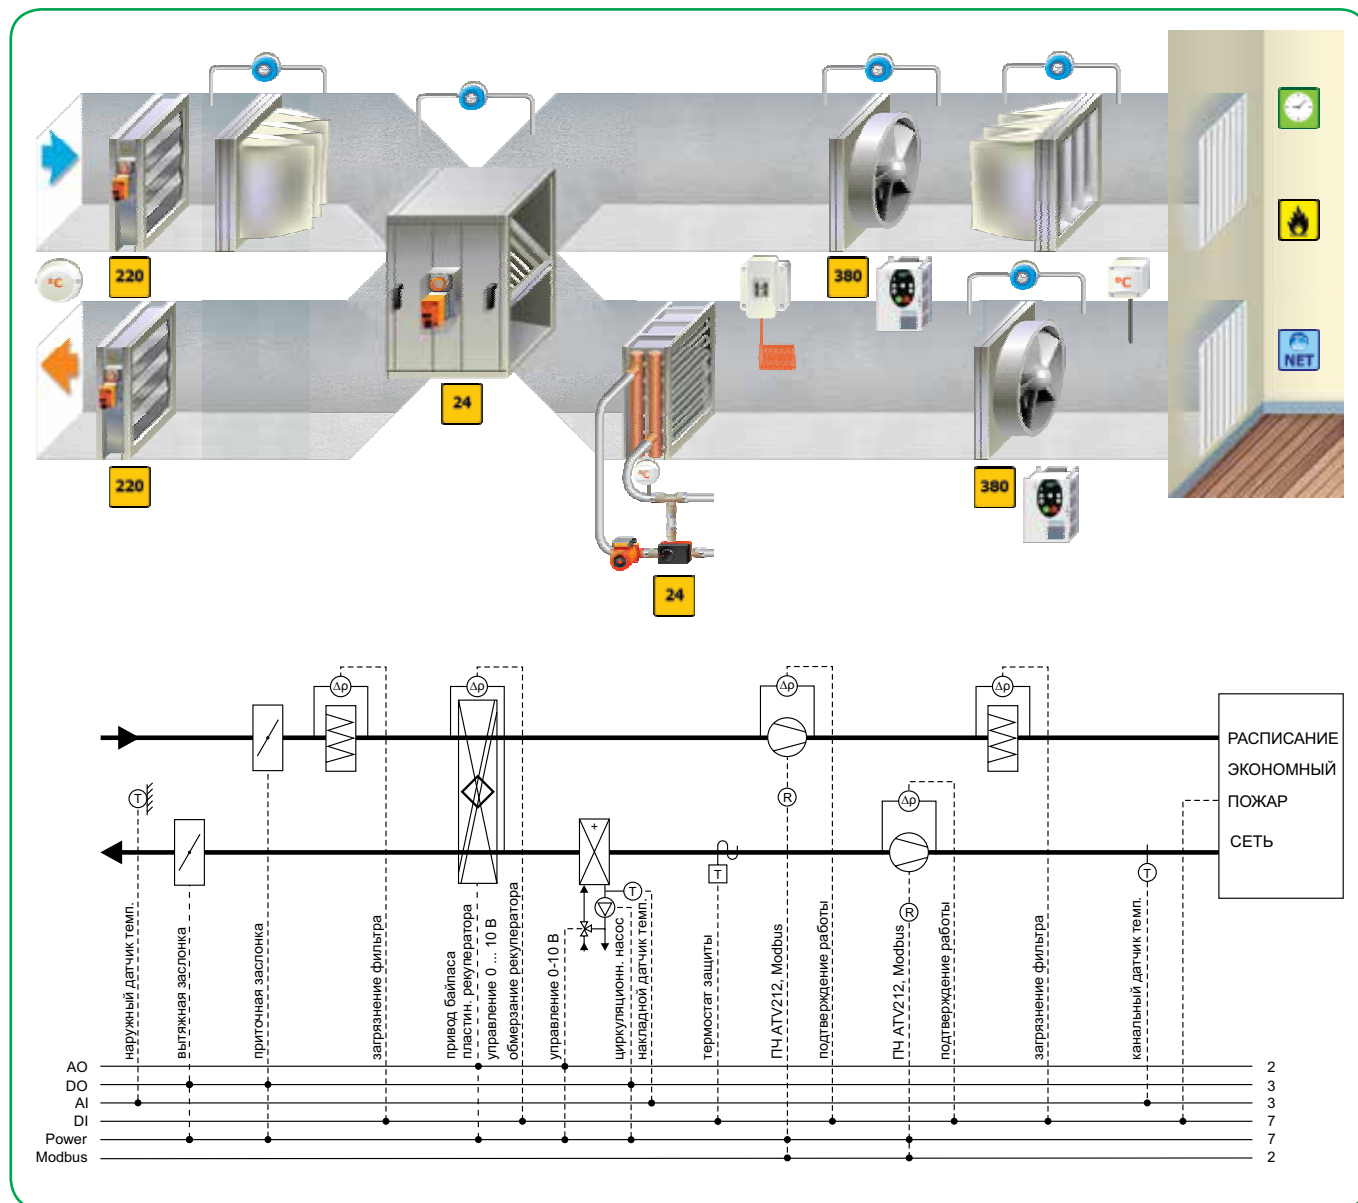 °C
220
380
°C
NET
24
220
°C
380
24
Δρ
Δρ
Δρ
Δρ
РАСПИСАНИЕ
ЭКОНОМНЫЙ
ПОЖАР
СЕТЬ
T
R
Δρ
+
T
T
T
R
наружный датчик темп.
вытяжная заслонка
приточная заслонка
загрязнение фильтра
привод байпаса
пластин. рекуператора
управление 0 ... 10 В
обмерзание рекуператора
управление 0-10 В
циркуляционн. насос
накладной датчик темп.
термостат защиты
ПЧ ATV212, Modbus
подтверждение работы
ПЧ ATV212, Modbus
подтверждение работы
загрязнение фильтра
канальный датчик темп.
AO 2
DO 3
AI 3
DI 7
Power 7
Modbus 2